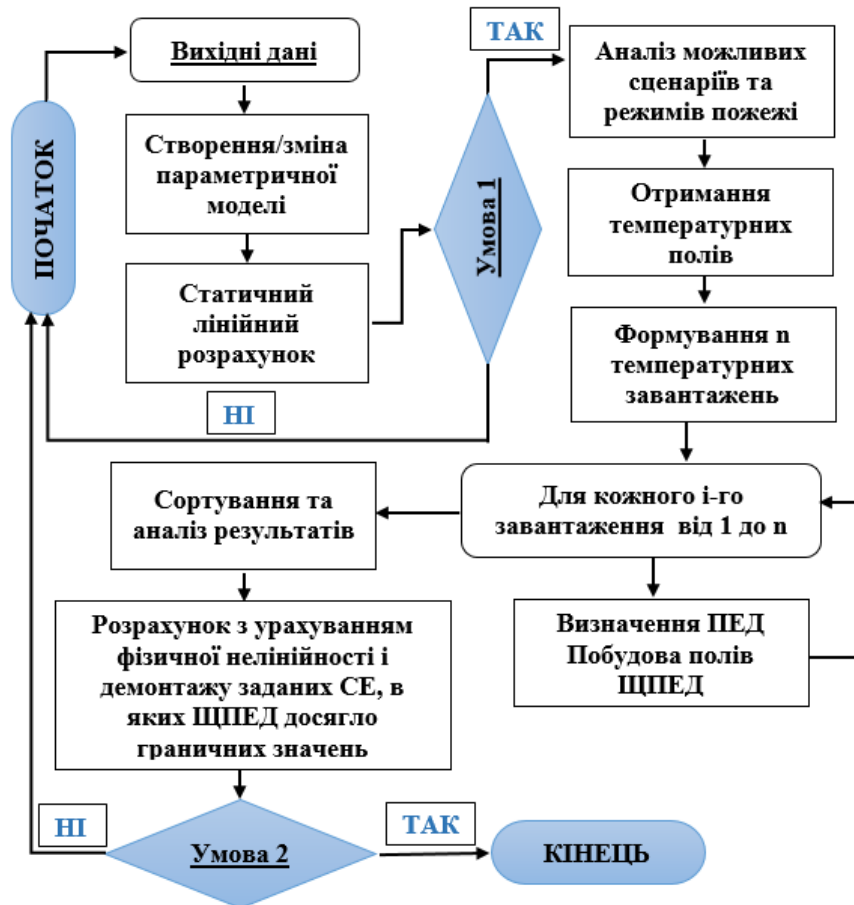 ПОЧАТОК
Вихідні дані
Створення/зміна
параметричної
моделі
Статичний
лінійний
розрахунок
Умова 1
ТАК
НІ
Аналіз можливих
сценаріїв та
режимів пожежі
Отримання
температурних
полів
Формування n
температурних
завантажень
Для кожного і-го
завантаження від 1 до n
Визначення ПЕД
Побудова полів
ЩПЕД
Сортування та
аналіз результатів
Розрахунок з урахуванням
фізичної нелінійності і
демонтажу заданих СЕ, в
яких ЩПЕД досягло
граничних значень
Умова 2
НІ
ТАК
КІНЕЦЬ